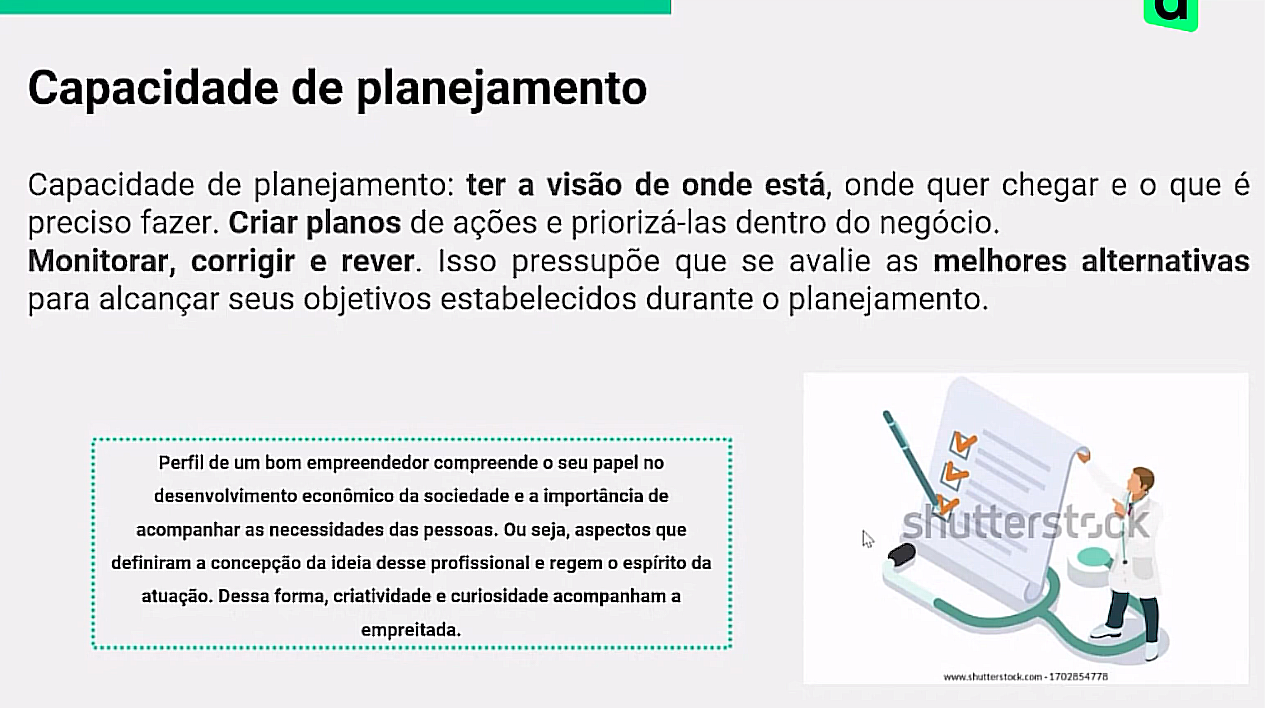 d
Capacidade de planejamento
Capacidade de planejamento: ter a visão de onde está, onde quer chegar e o que é
preciso fazer. Criar planos de ações e priorizá-las dentro do negócio.
Monitorar, corrigir e rever. Isso pressupõe que se avalie as melhores alternativas
para alcançar seus objetivos estabelecidos durante o planejamento.
Perfil de um bom empreendedor compreende o seu papel no
desenvolvimento econômico da sociedade e a importância de
acompanhar as necessidades das pessoas. Ou seja, aspectos que
definiram a concepção da ideia desse profissional e regem o espírito da
atuação. Dessa forma, criatividade e curiosidade acompanham a
empreitada.
shutterstock
www.shutterstock.com · 1702854778